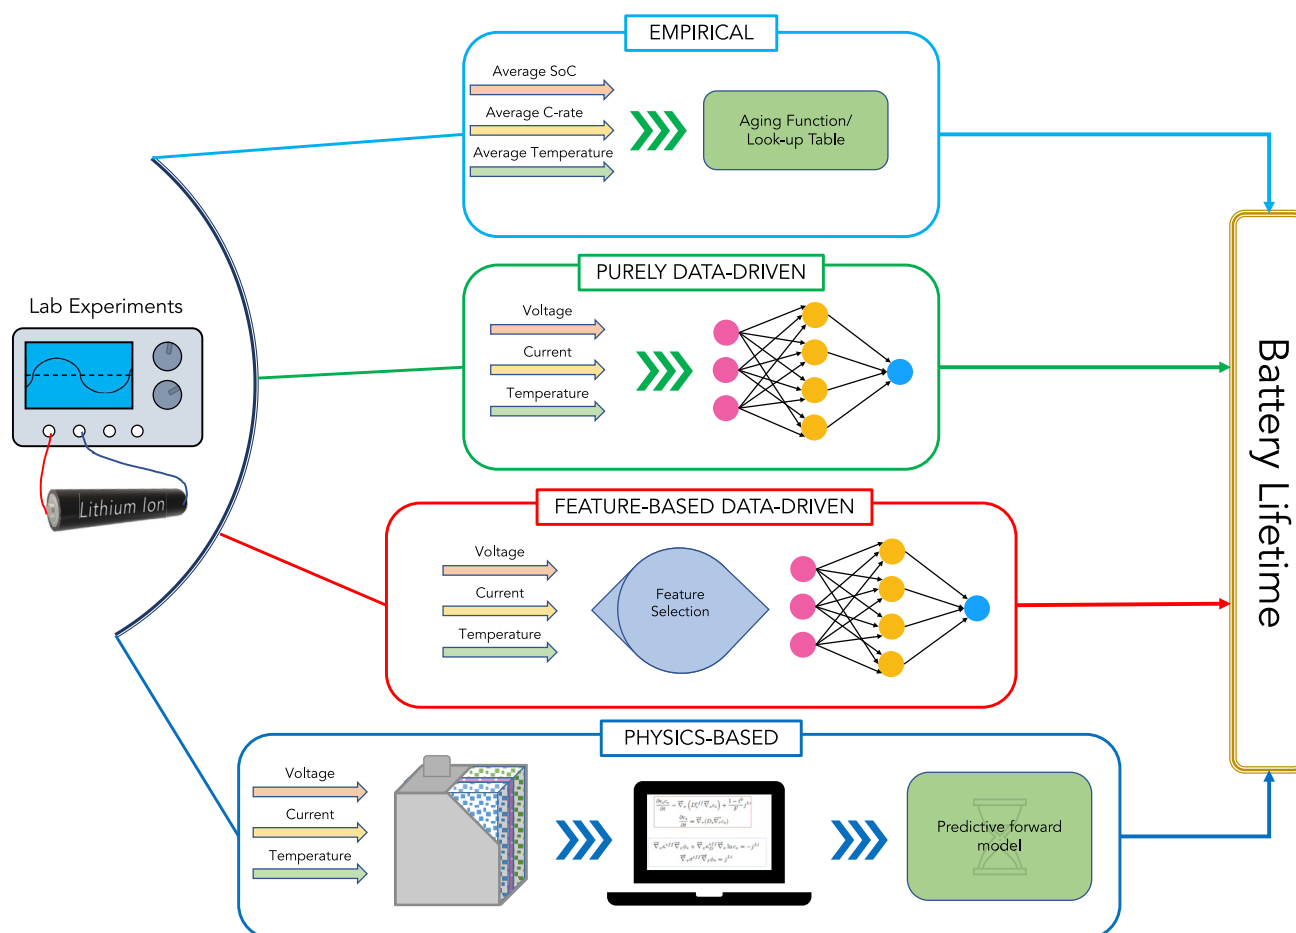 EMPIRICAL
Average SoC
Average C-rate
Average Temperature
Aging Function/
Look-up Table
PURELY DATA-DRIVEN
Voltage
Current
Temperature
Lab Experiments
Lithium Ion
FEATURE-BASED DATA-DRIVEN
Voltage
Current
Temperature
Feature
Selection
PHYSICS-BASED
Voltage
Current
Temperature
Predictive forward
model
Battery Lifetime